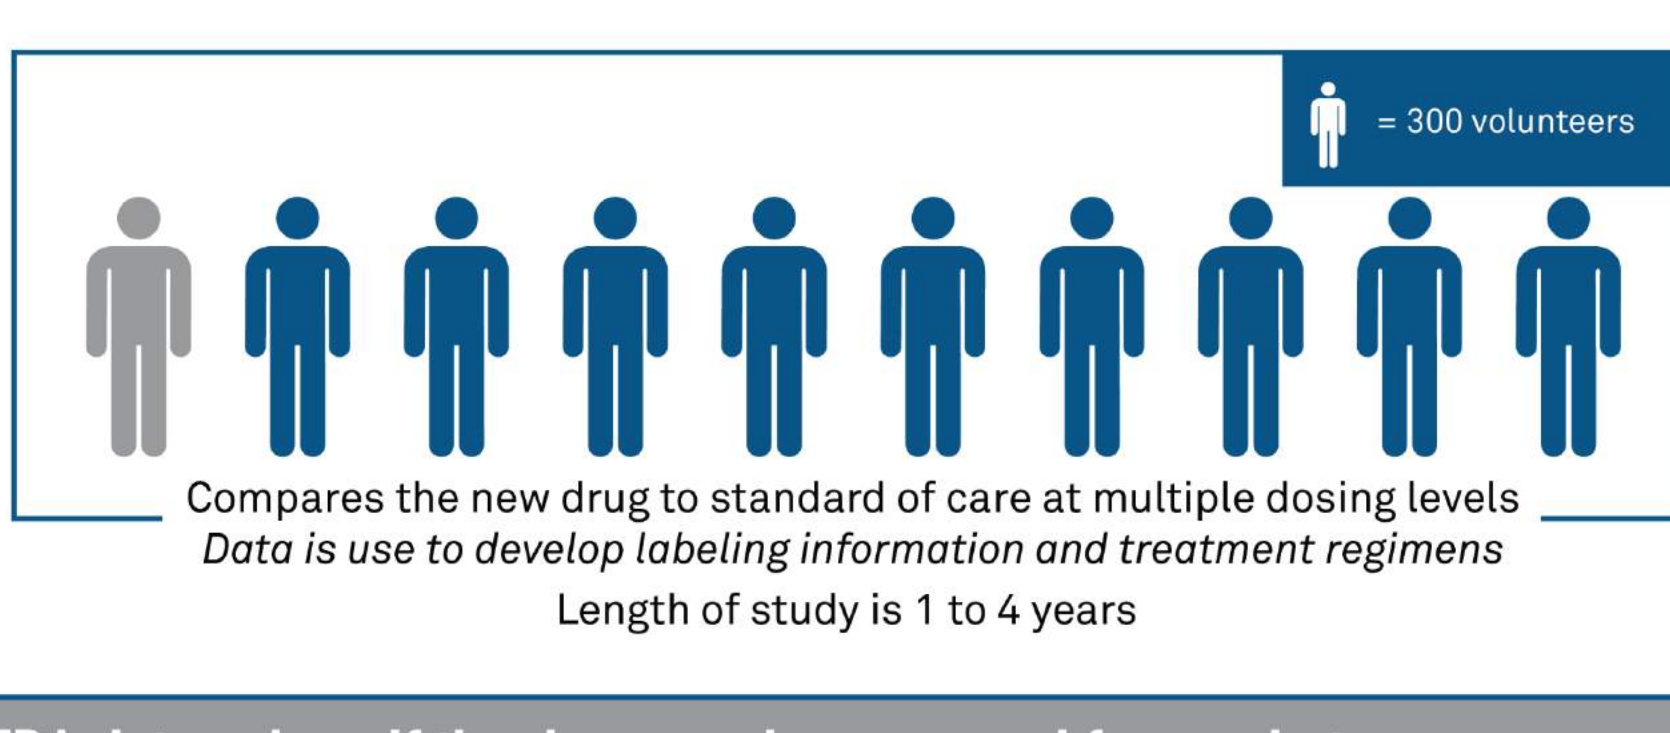 = 300 volunteers
Compares the new drug to standard of care at multiple dosing levels
Data is use to develop labeling information and treatment regimens
Length of study is 1 to 4 years